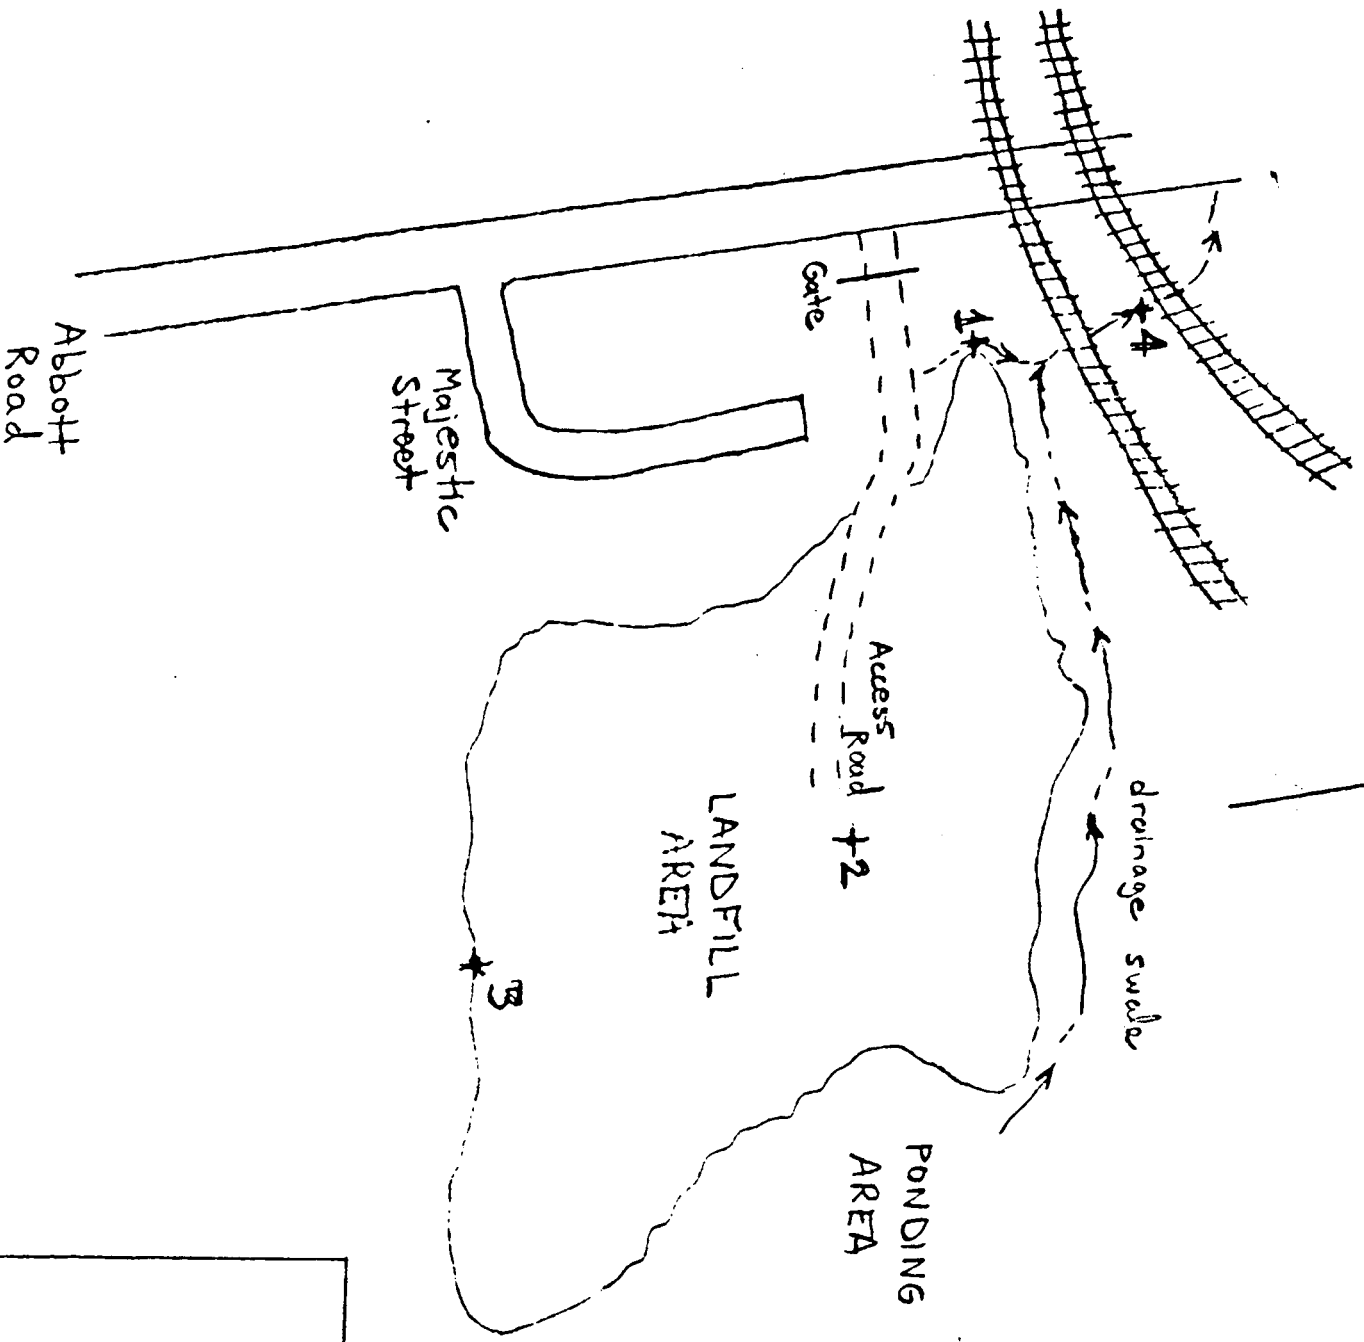 Abbott
Road
Majestic
Street
Gate
1
4
Access
Road
2
LANDFILL
AREA
3
drainage swale
PONDING
AREA